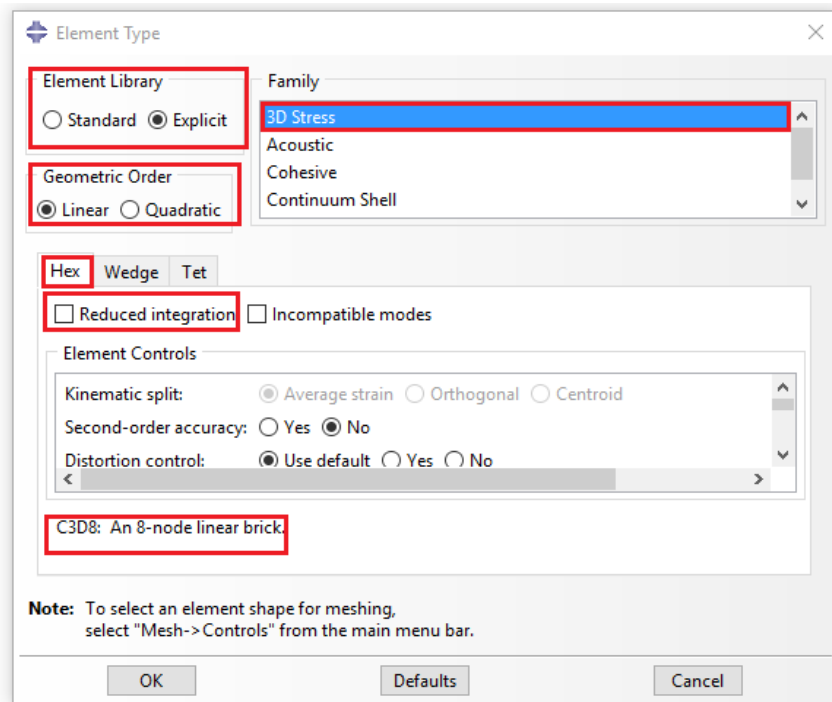 Element Type
Element Library
Standard Explicit
Family
3D Stress
Acoustic
Cohesive
Continuum Shell
Geometric Order
Linear Quadratic
Hex Wedge Tet
Reduced integration Incompatible modes
Element Controls
Kinematic split: Average strain Orthogonal Centroid
Second-order accuracy: Yes No
Distortion control: Use default Yes No
C3D8: An 8-node linear brick.
Note: To select an element shape for meshing,
select "Mesh->Controls" from the main menu bar.
OK Defaults Cancel